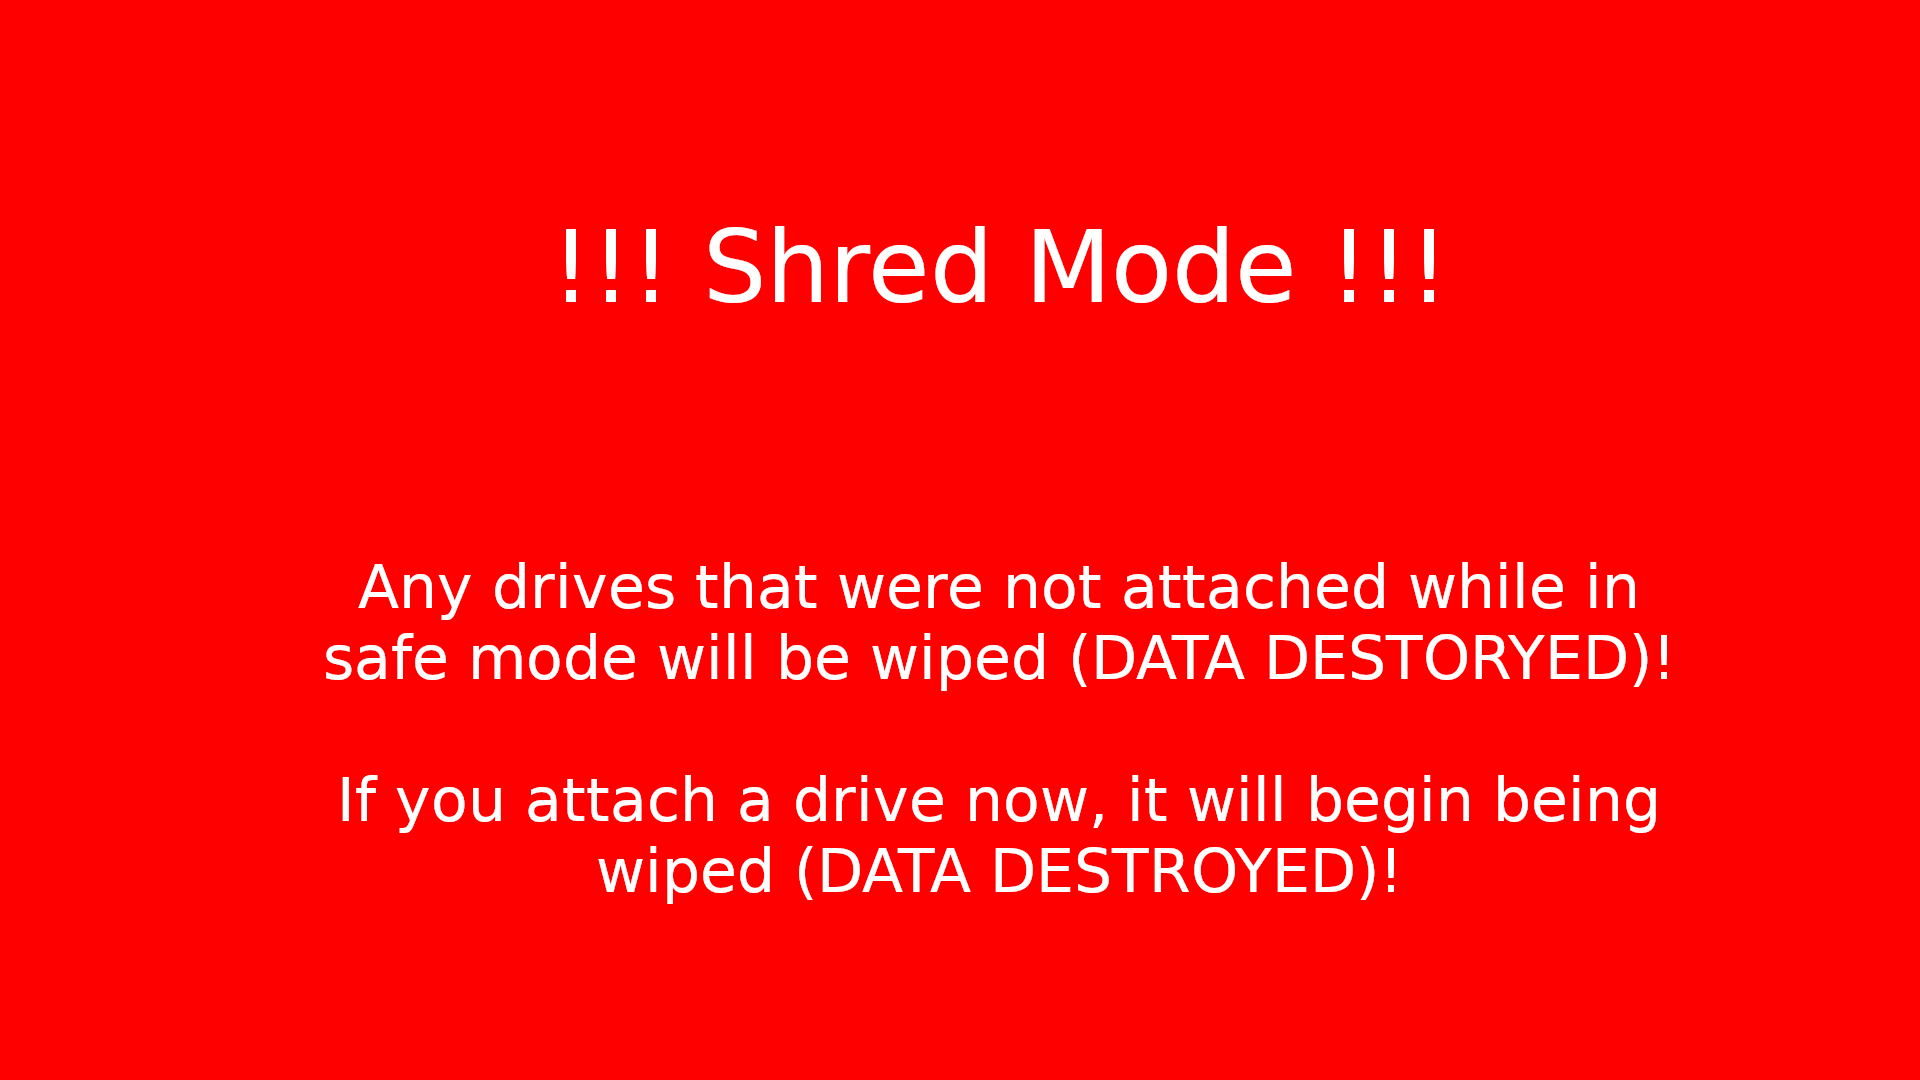 !!! Shred Mode !!!
Any drives that were not attached while in
safe mode will be wiped (DATA DESTORYED)!
If you attach a drive now, it will begin being
wiped (DATA DESTROYED)!